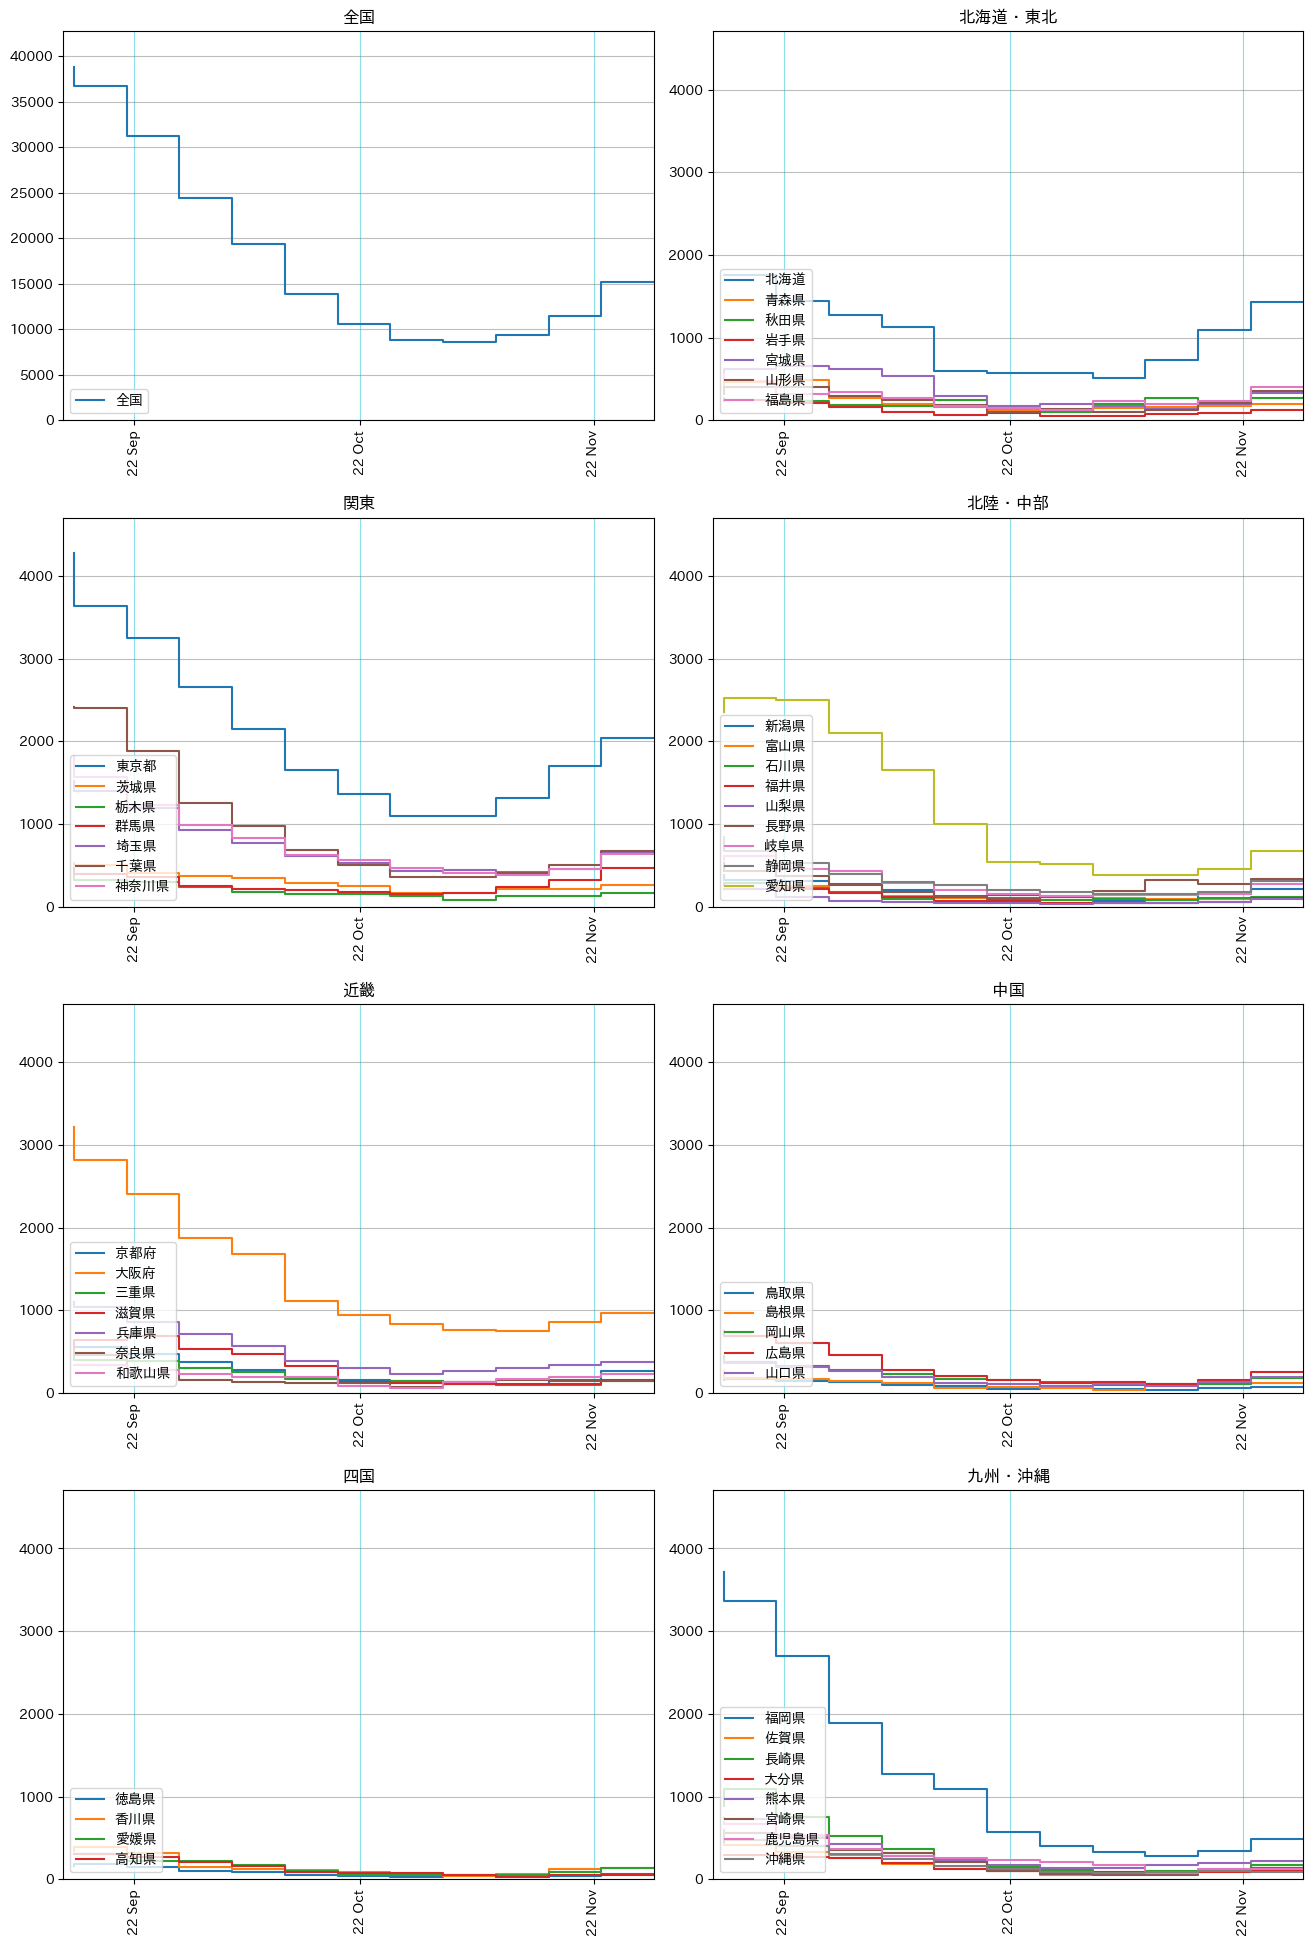 全国
40000
35000
30000
25000
20000
15000
10000
5000
0
全国
22 Sep
22 Oct
22 Nov
北海道・東北
4000
3000
2000
1000
0
北海道
青森県
秋田県
岩手県
宮城県
山形県
福島県
22 Sep
22 Oct
22 Nov
関東
4000
3000
2000
1000
0
東京都
茨城県
栃木県
群馬県
埼玉県
千葉県
神奈川県
22 Sep
22 Oct
22 Nov
北陸・中部
4000
3000
2000
1000
0
新潟県
富山県
石川県
福井県
山梨県
長野県
岐阜県
静岡県
愛知県
22 Sep
22 Oct
22 Nov
近畿
4000
3000
2000
1000
0
京都府
大阪府
三重県
滋賀県
兵庫県
奈良県
和歌山県
22 Sep
22 Oct
22 Nov
中国
4000
3000
2000
1000
0
鳥取県
島根県
岡山県
広島県
山口県
22 Sep
22 Oct
22 Nov
四国
4000
3000
2000
1000
0
徳島県
香川県
愛媛県
高知県
22 Sep
22 Oct
22 Nov
九州・沖縄
4000
3000
2000
1000
0
福岡県
佐賀県
長崎県
大分県
熊本県
宮崎県
鹿児島県
沖縄県
22 Sep
22 Oct
22 Nov